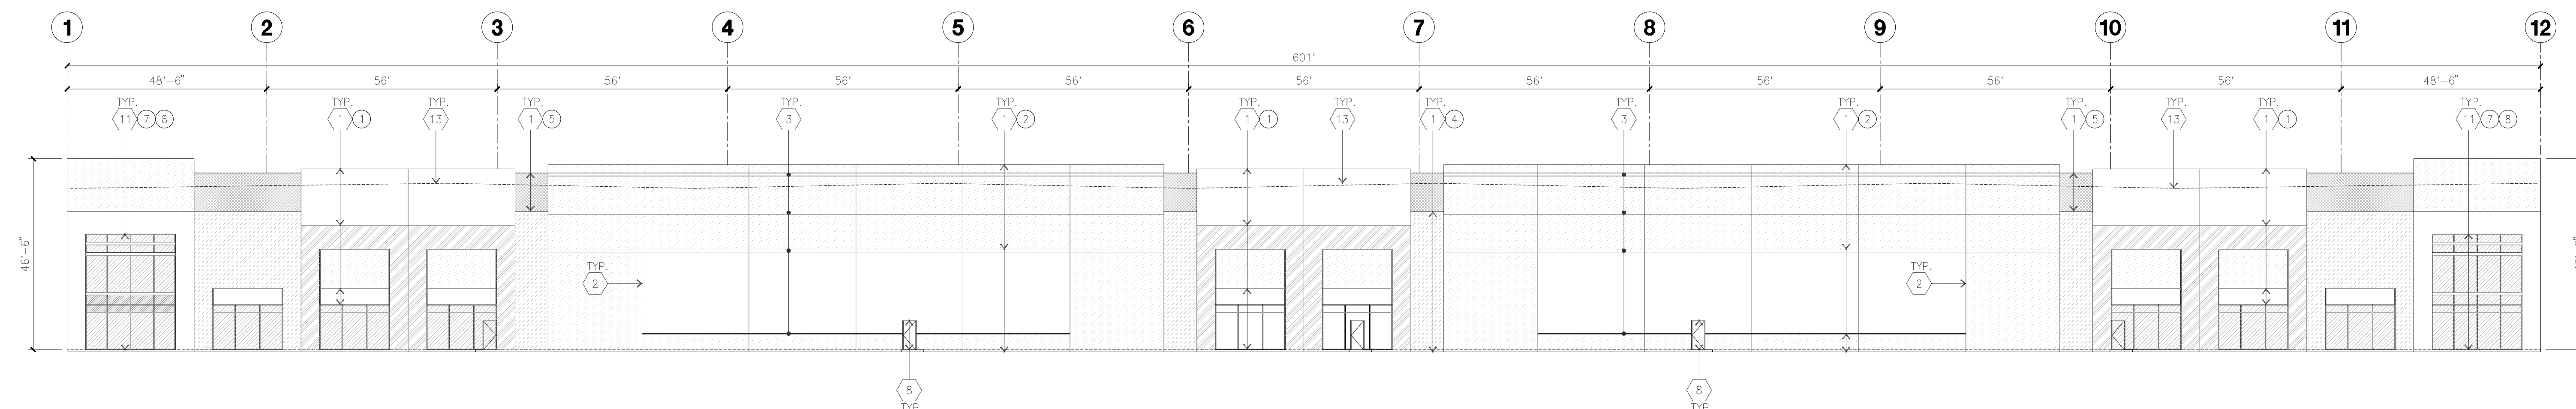 1 2 3 4 5 6 7 8 9 10 11 12
601'
48'-6" 56' 56' 56' 56' 56' 56' 56' 56' 56' 48'-6"
TYP. TYP. TYP. TYP. TYP. TYP. TYP. TYP. TYP. TYP. TYP. TYP. TYP. TYP. TYP.
11 7 8 1 1 13 1 5 3 1 2 1 1 13 1 4 3 1 2 1 5 13 1 1 11 7 8
46'-6"
TYP. TYP.
2 2
8 8
TYP. TYP.